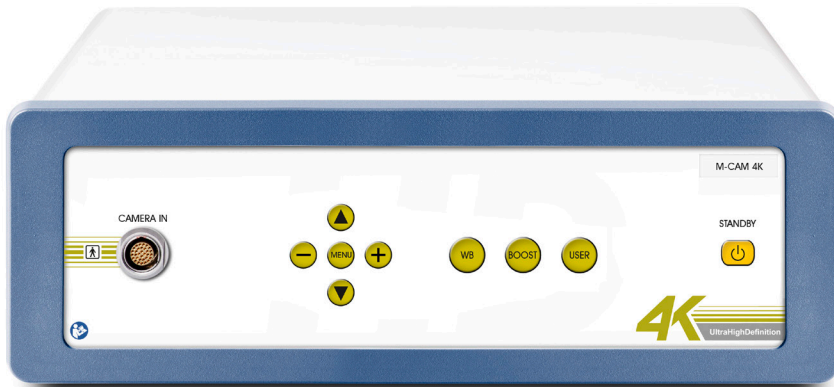 M-CAM 4K
CAMERA IN
STANDBY
MENU
WB
BOOST
USER
4K
UltraHighDefinition